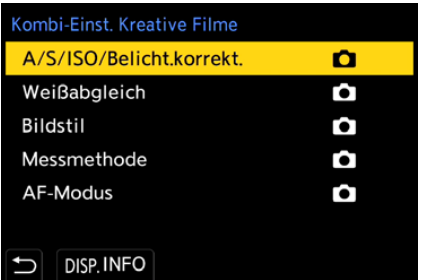 Kombi-Einst. Kreative Filme
A/S/ISO/Belicht.korrekt.
Weißabgleich
Bildstil
Messmethode
AF-Modus
DISP. INFO